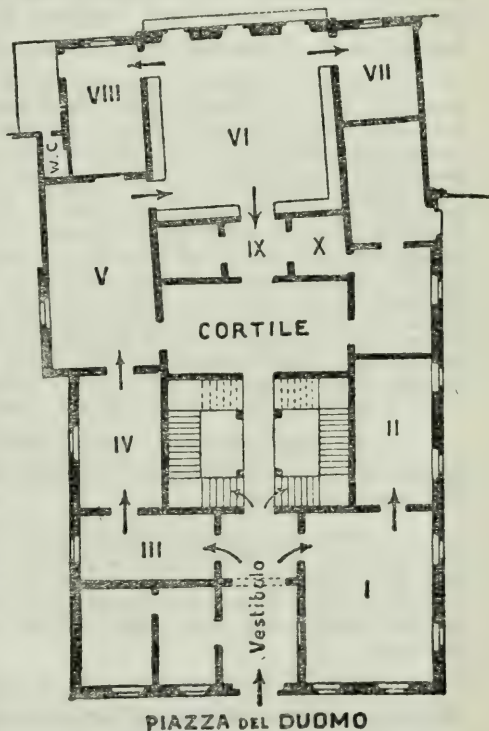 VIII
VII
VI
W.C.
V
IX
X
CORTILE
IV
II
III
I
Vestibolo
PIAZZA DEL DUOMO